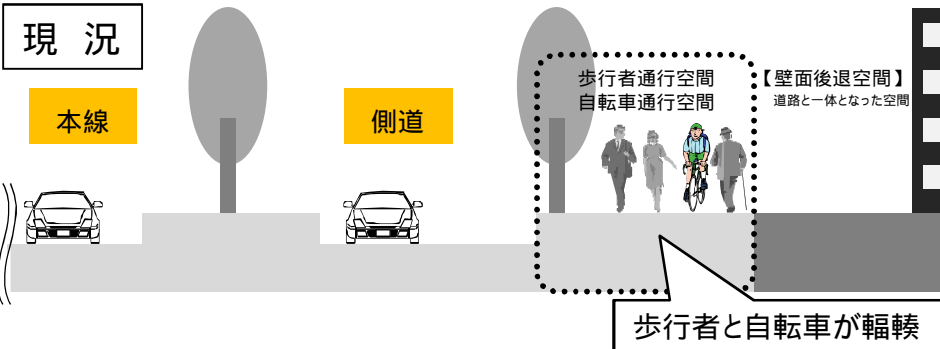 現 況
本線
側道
歩行者通行空間
自転車通行空間
【壁面後退空間】
道路と一体となった空間
歩行者と自転車が輻輳